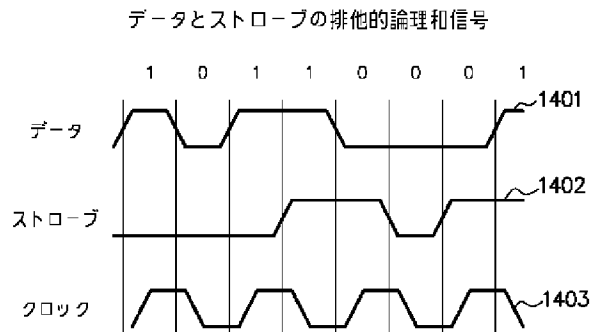 データとストローブの排他的論理和信号
1 0 1 1 0 0 0 1
データ
1401
ストローブ
1402
クロック
1403